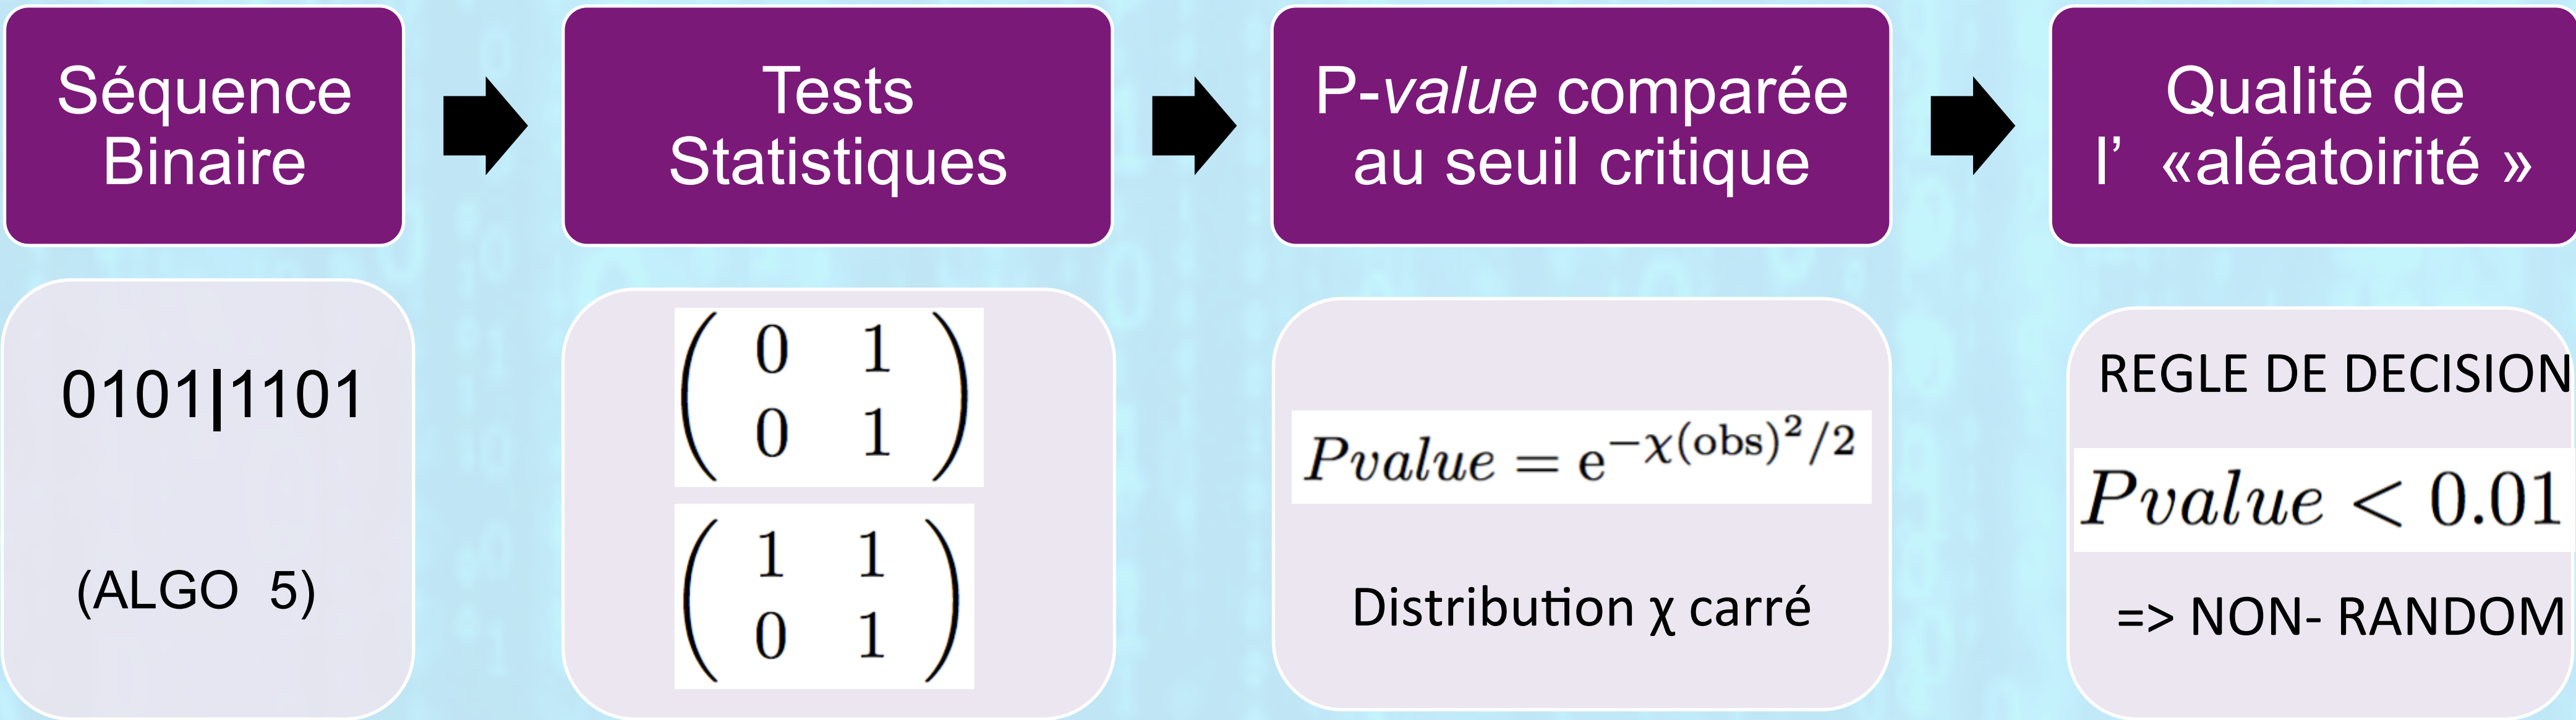 Séquence
Binaire
Tests
Statistiques
P-value comparée
au seuil critique
Qualité de
l’ «aléatoirité »
0101|1101
(ALGO 5)
0 1
0 1
1 1
0 1
Pvalue = e^{-χ(obs)^2/2}
Distribution χ carré
REGLE DE DECISION
Pvalue < 0.01
=> NON- RANDOM